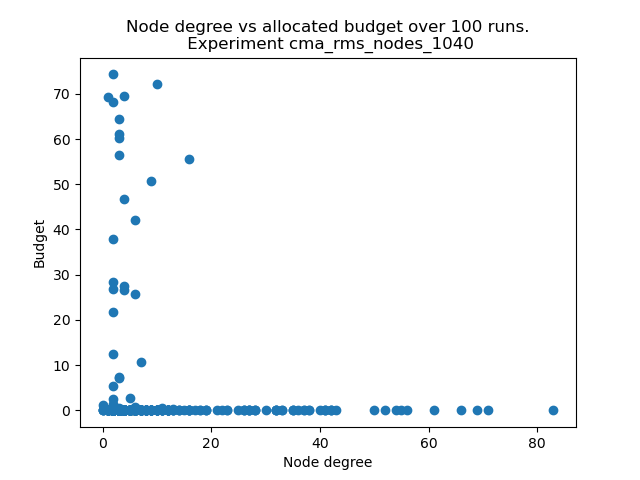 Node degree vs allocated budget over 100 runs.
Experiment cma_rms_nodes_1040
70
60
50
40
30
20
10
0
Budget
0 20 40 60 80
Node degree